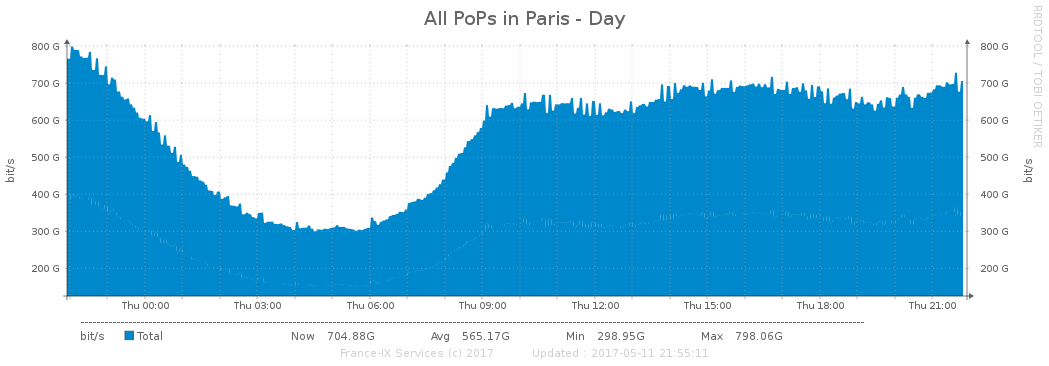 All PoPs in Paris - Day
RRDTOOL / TOBI OETIKER
800 G 800 G
700 G 700 G
600 G 600 G
500 G 500 G
bit/s bit/s
400 G 400 G
300 G 300 G
200 G 200 G
Thu 00:00 Thu 03:00 Thu 06:00 Thu 09:00 Thu 12:00 Thu 15:00 Thu 18:00 Thu 21:00
bit/s Total Now 704.88G Avg 565.17G Min 298.95G Max 798.06G
France-IX Services (c) 2017 Updated : 2017-05-11 21:55:11